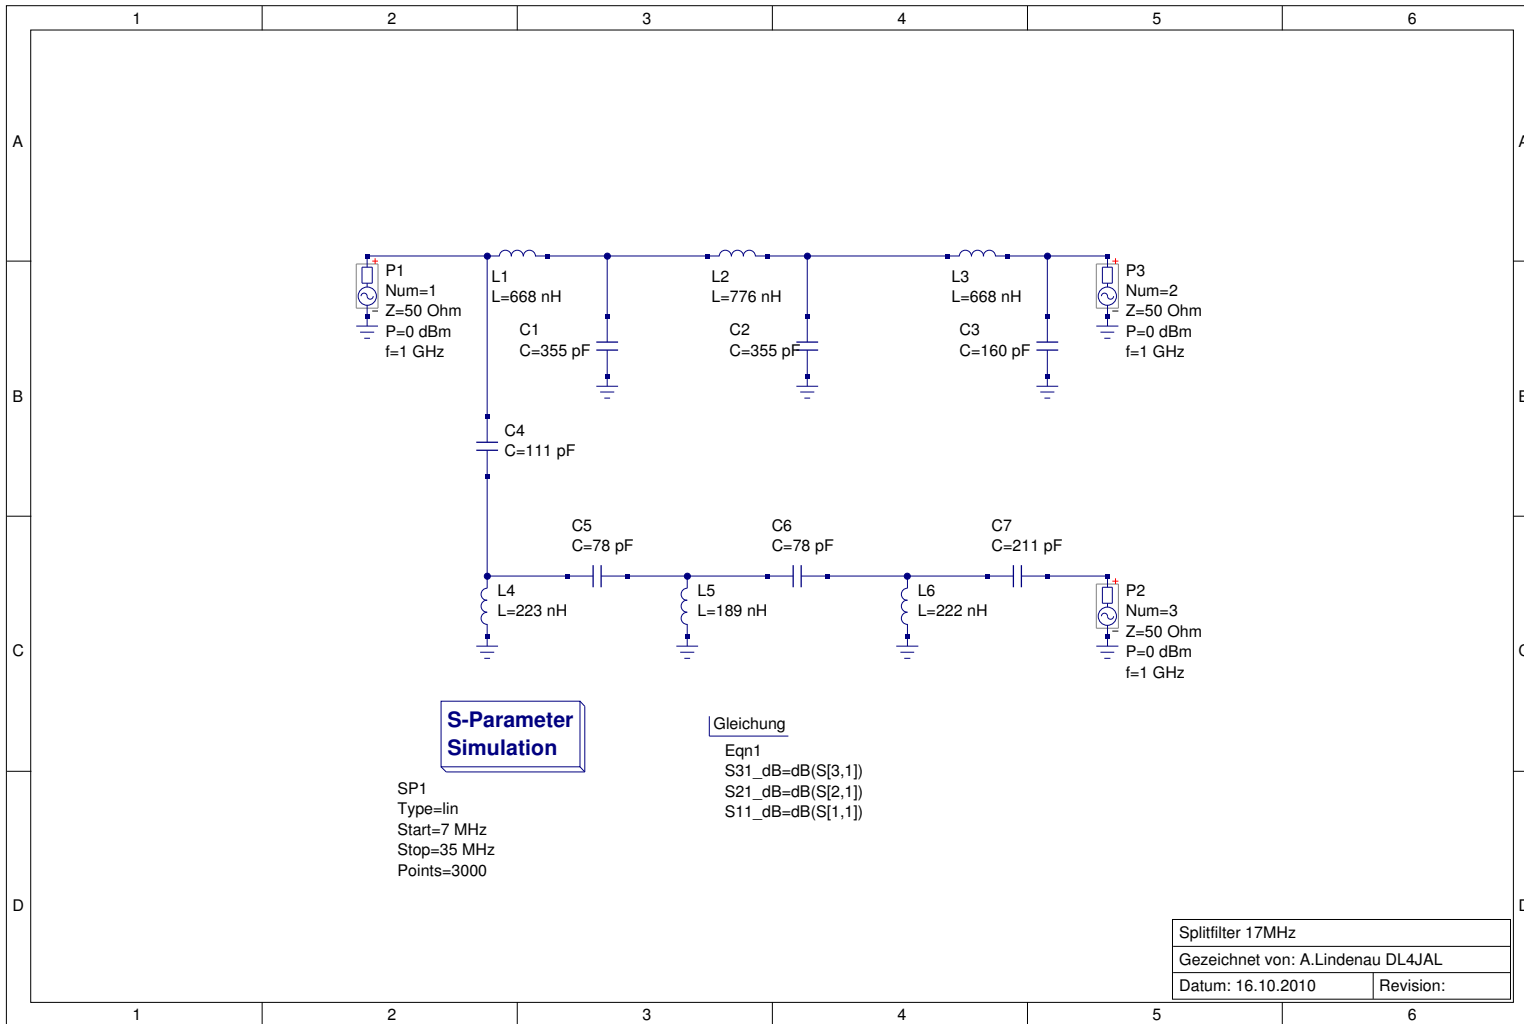 1 2 3 4 5 6
A
B
C
D
P1
Num=1
Z=50 Ohm
P=0 dBm
f=1 GHz
L1
L=668 nH
C1
C=355 pF
L2
L=776 nH
C2
C=355 pF
L3
L=668 nH
C3
C=160 pF
P3
Num=2
Z=50 Ohm
P=0 dBm
f=1 GHz
C4
C=111 pF
C5
C=78 pF
C6
C=78 pF
C7
C=211 pF
L4
L=223 nH
L5
L=189 nH
L6
L=222 nH
P2
Num=3
Z=50 Ohm
P=0 dBm
f=1 GHz
S-Parameter
Simulation
SP1
Type=lin
Start=7 MHz
Stop=35 MHz
Points=3000
Gleichung
Eqn1
S31_dB=dB(S[3,1])
S21_dB=dB(S[2,1])
S11_dB=dB(S[1,1])
Splitfilter 17MHz
Gezeichnet von: A.Lindenau DL4JAL
Datum: 16.10.2010 Revision:
1 2 3 4 5 6